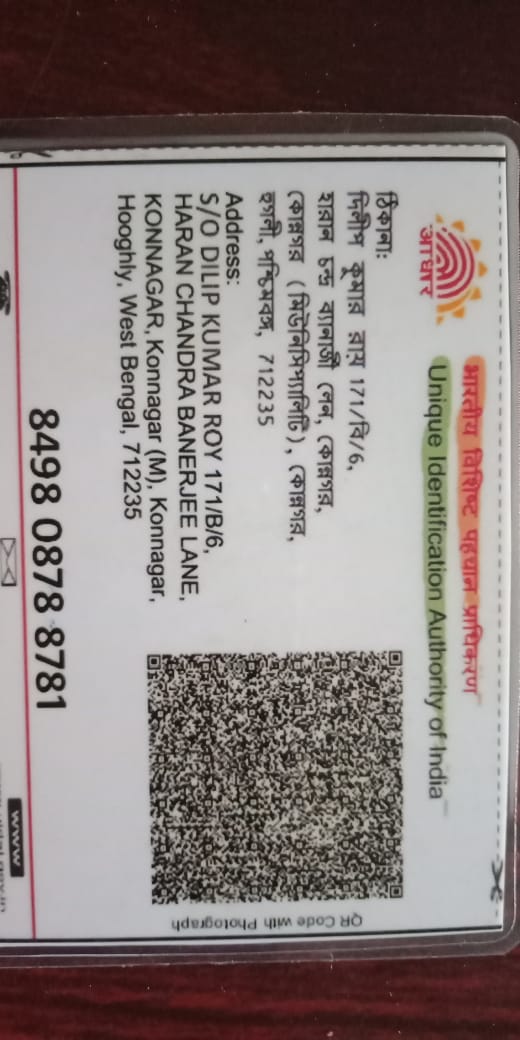 आधार
भारतीय विशिष्ट पहचान प्राधिकरण
Unique Identification Authority of India
ঠিকানা:
দিলীপ কুমার রায় 171/বি/6,
হারান চন্দ্র ব্যানার্জী লেন, কোন্নগর,
কোন্নগর (মিউনিসিপ্যালিটি), কোন্নগর,
হুগলী, পশ্চিমবঙ্গ, 712235
Address:
S/O DILIP KUMAR ROY 171/B/6,
HARAN CHANDRA BANERJEE LANE,
KONNAGAR, Konnagar (M), Konnagar,
Hooghly, West Bengal, 712235
QR Code with Photograph
8498 0878 8781
WWW